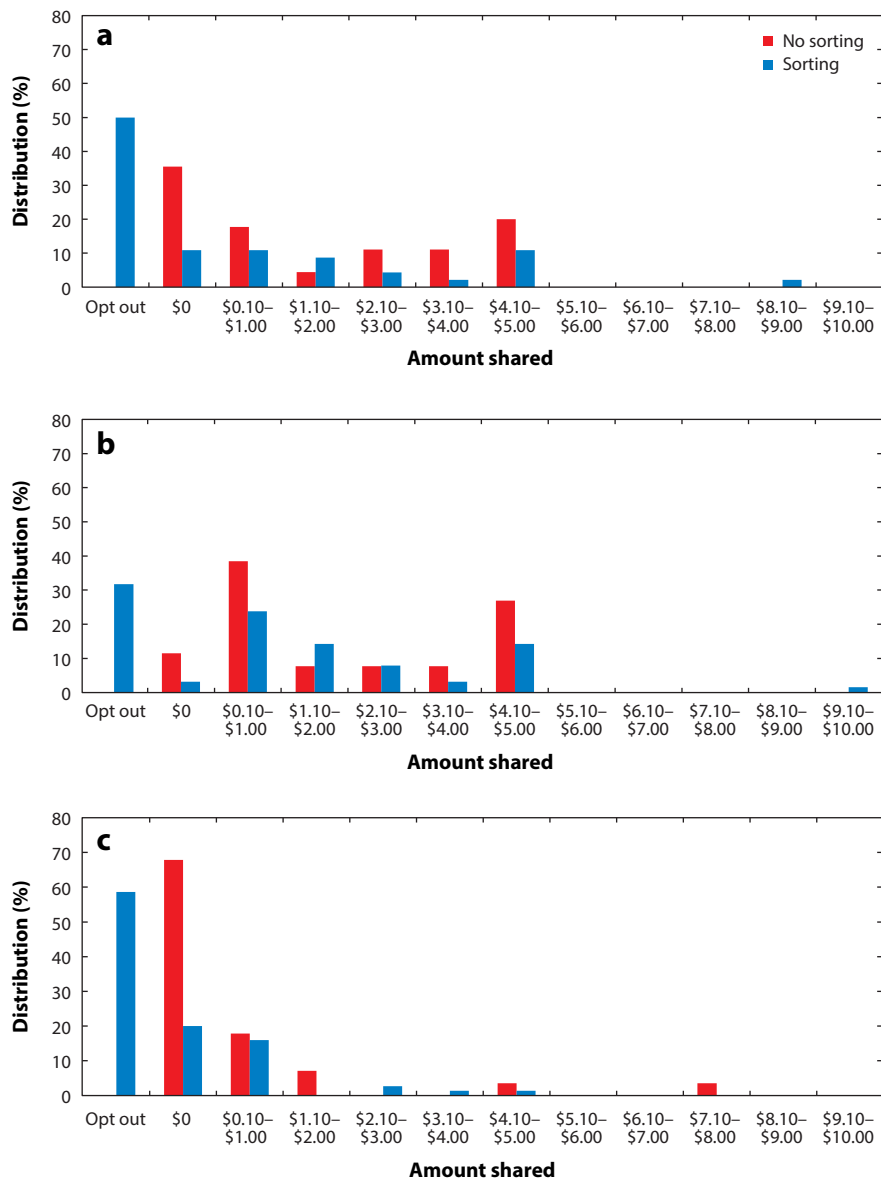 a
No sorting
Sorting
Distribution (%)
80
70
60
50
40
30
20
10
0
Opt out $0 $0.10– $1.10– $2.10– $3.10– $4.10– $5.10– $6.10– $7.10– $8.10– $9.10–
$1.00 $2.00 $3.00 $4.00 $5.00 $6.00 $7.00 $8.00 $9.00 $10.00
Amount shared
b
Distribution (%)
80
70
60
50
40
30
20
10
0
Opt out $0 $0.10– $1.10– $2.10– $3.10– $4.10– $5.10– $6.10– $7.10– $8.10– $9.10–
$1.00 $2.00 $3.00 $4.00 $5.00 $6.00 $7.00 $8.00 $9.00 $10.00
Amount shared
c
Distribution (%)
80
70
60
50
40
30
20
10
0
Opt out $0 $0.10– $1.10– $2.10– $3.10– $4.10– $5.10– $6.10– $7.10– $8.10– $9.10–
$1.00 $2.00 $3.00 $4.00 $5.00 $6.00 $7.00 $8.00 $9.00 $10.00
Amount shared